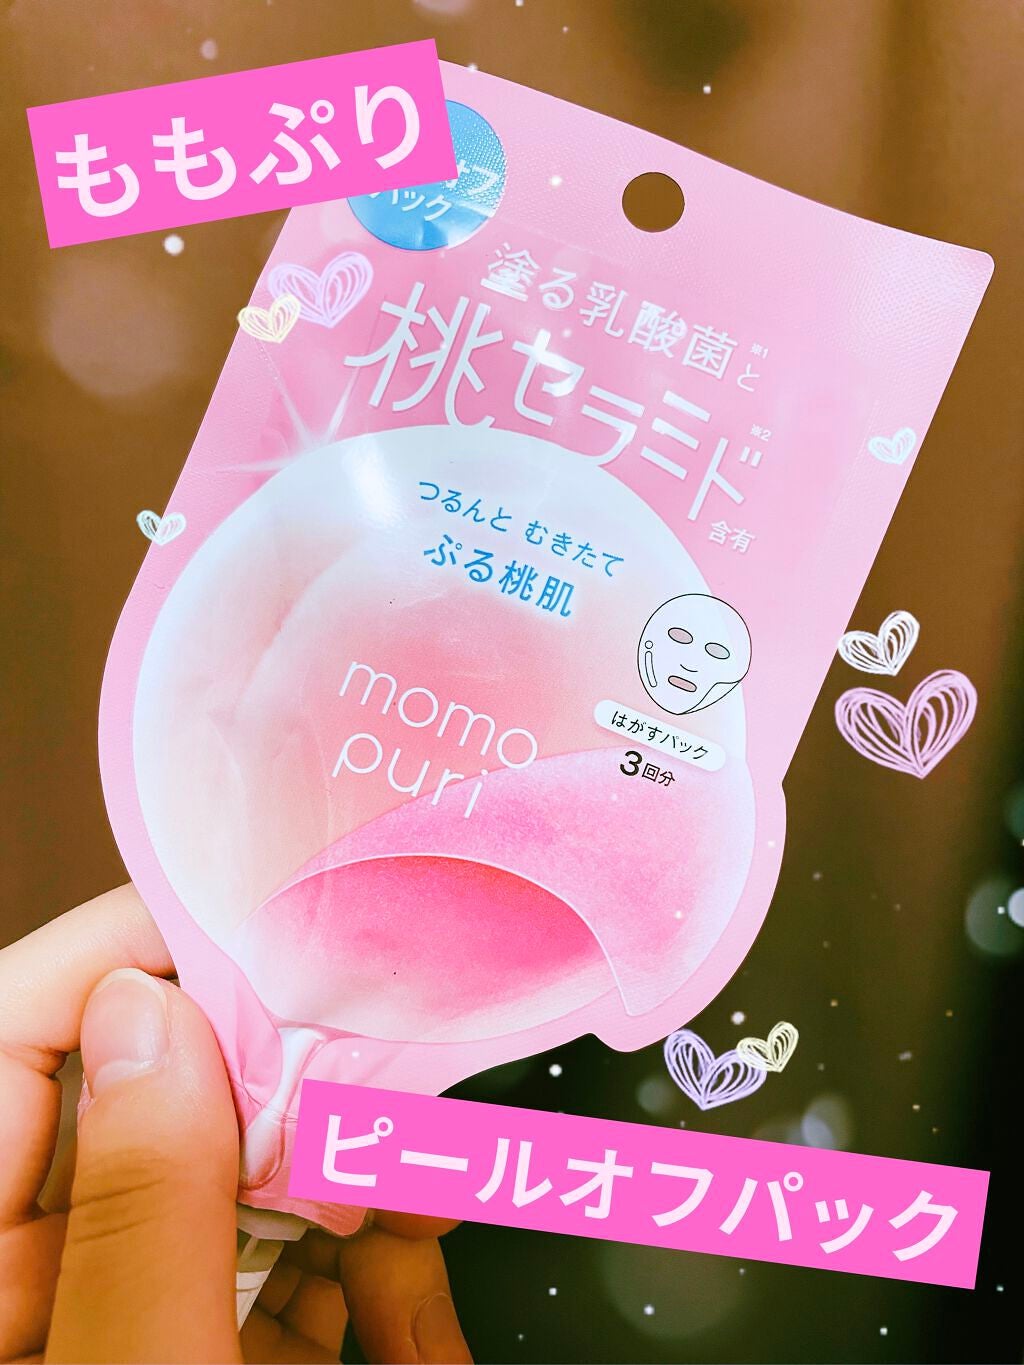 ももぷり
オフ
パック
塗る乳酸菌※1と
桃セラミド※2
含有
つるんと むきたて
ぷる桃肌
momo
puri
はがすパック
3回分
ピールオフパック